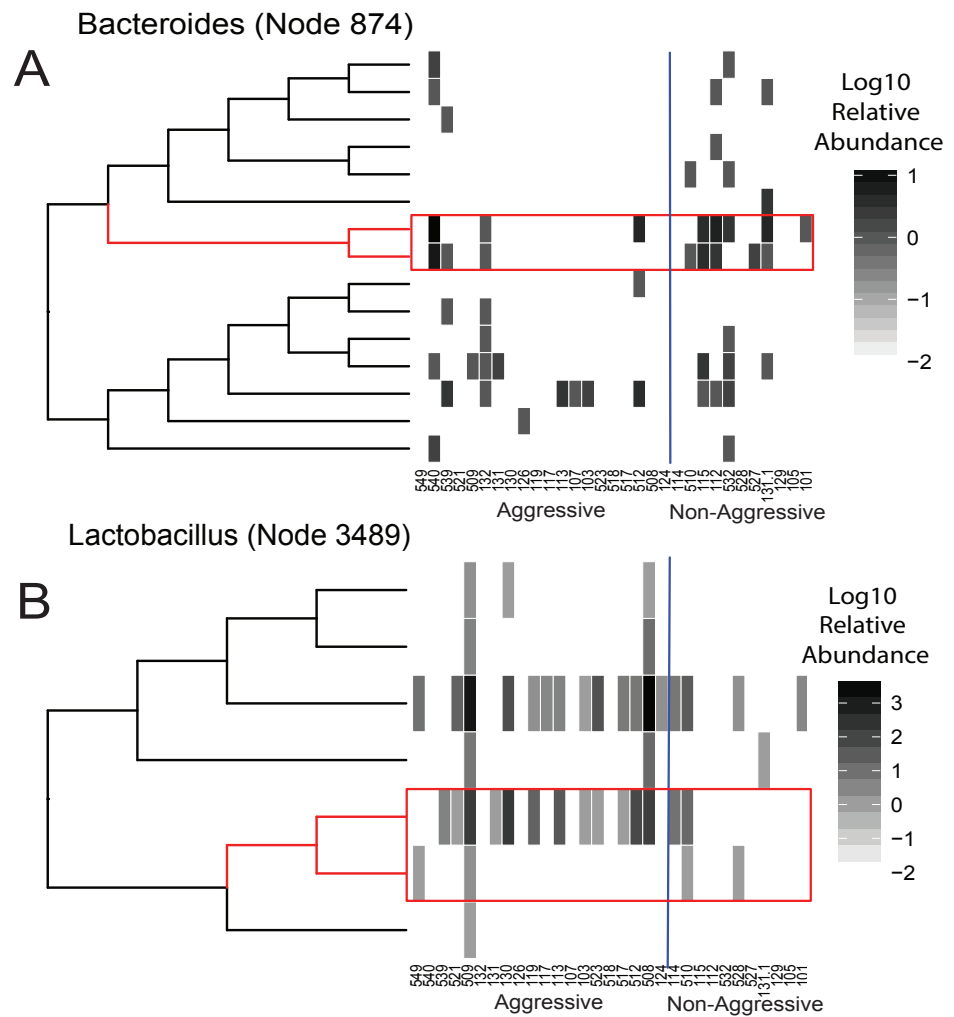 Bacteroides (Node 874)
A
Log10
Relative
Abundance
1
0
−1
−2
549 540 539 521 509 132 131 130 126 119 117 113 107 103 523 518 517 512 508 124 114 510 115 112 532 528 527 131.1 129 105 101
Aggressive Non-Aggressive
Lactobacillus (Node 3489)
B
Log10
Relative
Abundance
3
2
1
0
−1
−2
549 540 539 521 509 132 131 130 126 119 117 113 107 103 523 518 517 512 508 124 114 510 115 112 532 528 527 131.1 129 105 101
Aggressive Non-Aggressive